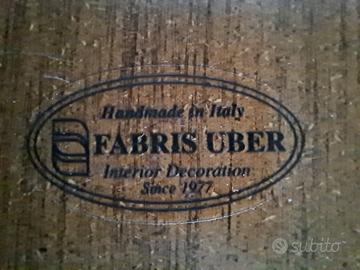 Handmade in Italy
FABRIS UBER
Interior Decoration
Since 1977
subito